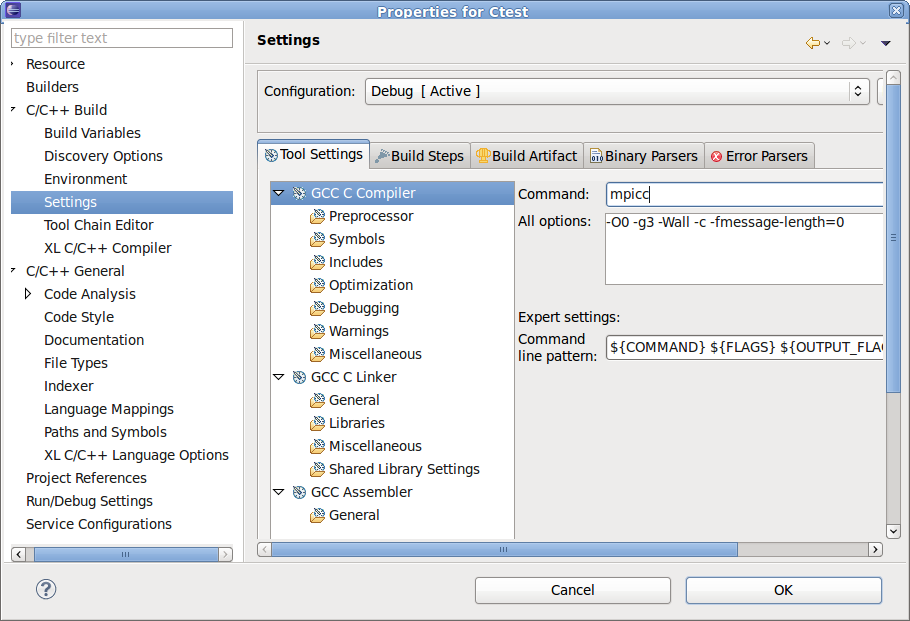 Properties for Ctest
type filter text
Resource
Builders
C/C++ Build
Build Variables
Discovery Options
Environment
Settings
Tool Chain Editor
XL C/C++ Compiler
C/C++ General
Code Analysis
Code Style
Documentation
File Types
Indexer
Language Mappings
Paths and Symbols
XL C/C++ Language Options
Project References
Run/Debug Settings
Service Configurations
Settings
Configuration: Debug [ Active ]
Tool Settings Build Steps Build Artifact Binary Parsers Error Parsers
GCC C Compiler
Preprocessor
Symbols
Includes
Optimization
Debugging
Warnings
Miscellaneous
GCC C Linker
General
Libraries
Miscellaneous
Shared Library Settings
GCC Assembler
General
Command: mpicc
All options: -O0 -g3 -Wall -c -fmessage-length=0
Expert settings:
Command
line pattern: ${COMMAND} ${FLAGS} ${OUTPUT_FLA
Cancel OK